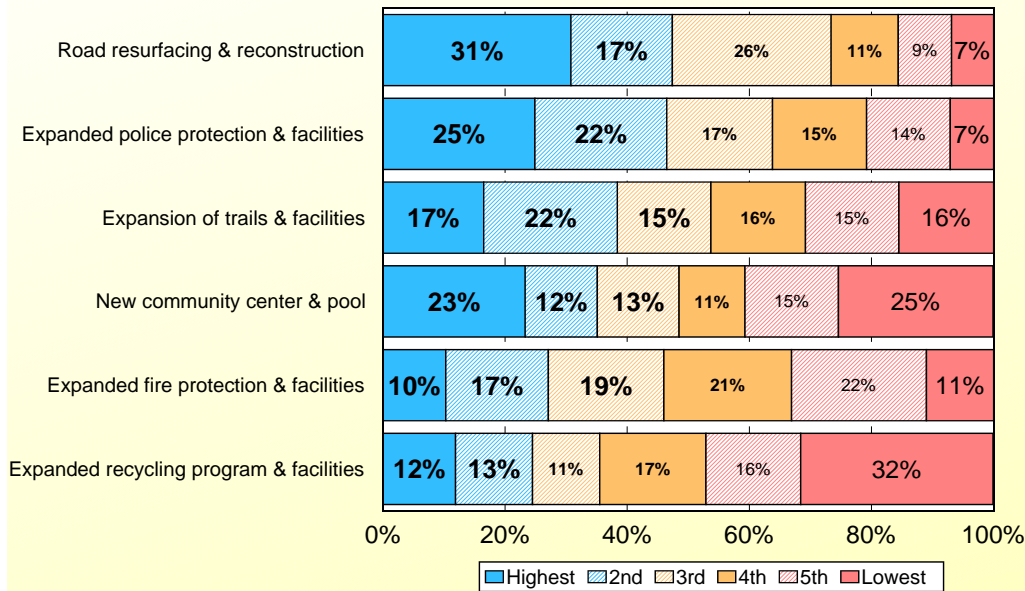 Road resurfacing & reconstruction 31% 17% 26% 11% 9% 7%
Expanded police protection & facilities 25% 22% 17% 15% 14% 7%
Expansion of trails & facilities 17% 22% 15% 16% 15% 16%
New community center & pool 23% 12% 13% 11% 15% 25%
Expanded fire protection & facilities 10% 17% 19% 21% 22% 11%
Expanded recycling program & facilities 12% 13% 11% 17% 16% 32%
0% 20% 40% 60% 80% 100%
Highest 2nd 3rd 4th 5th Lowest